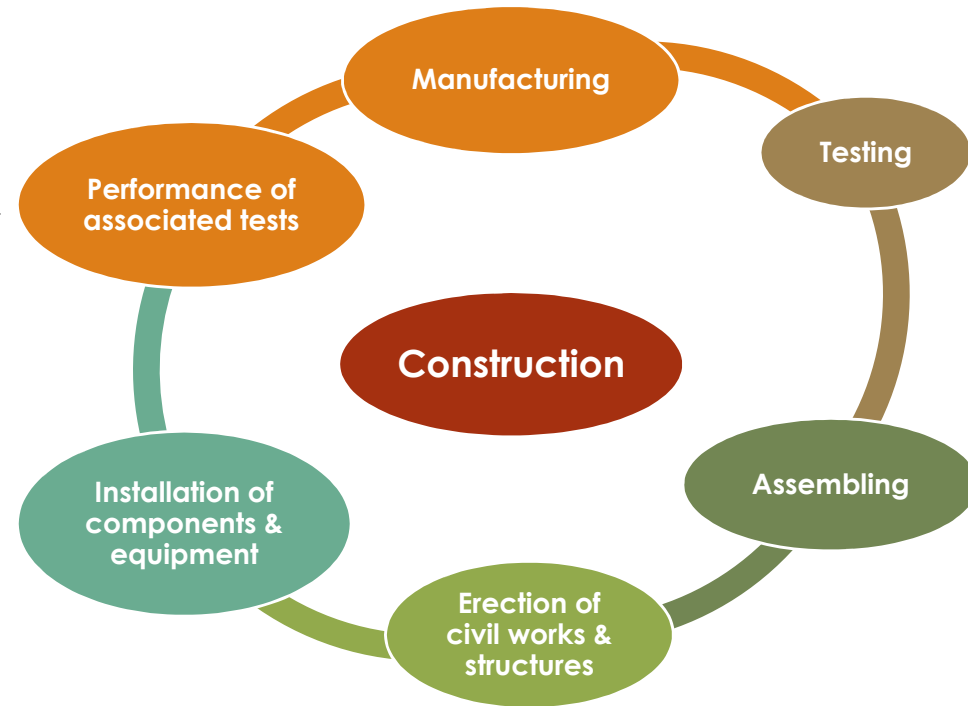 Manufacturing
Testing
Performance of
associated tests
Construction
Assembling
Installation of
components &
equipment
Erection of
civil works &
structures